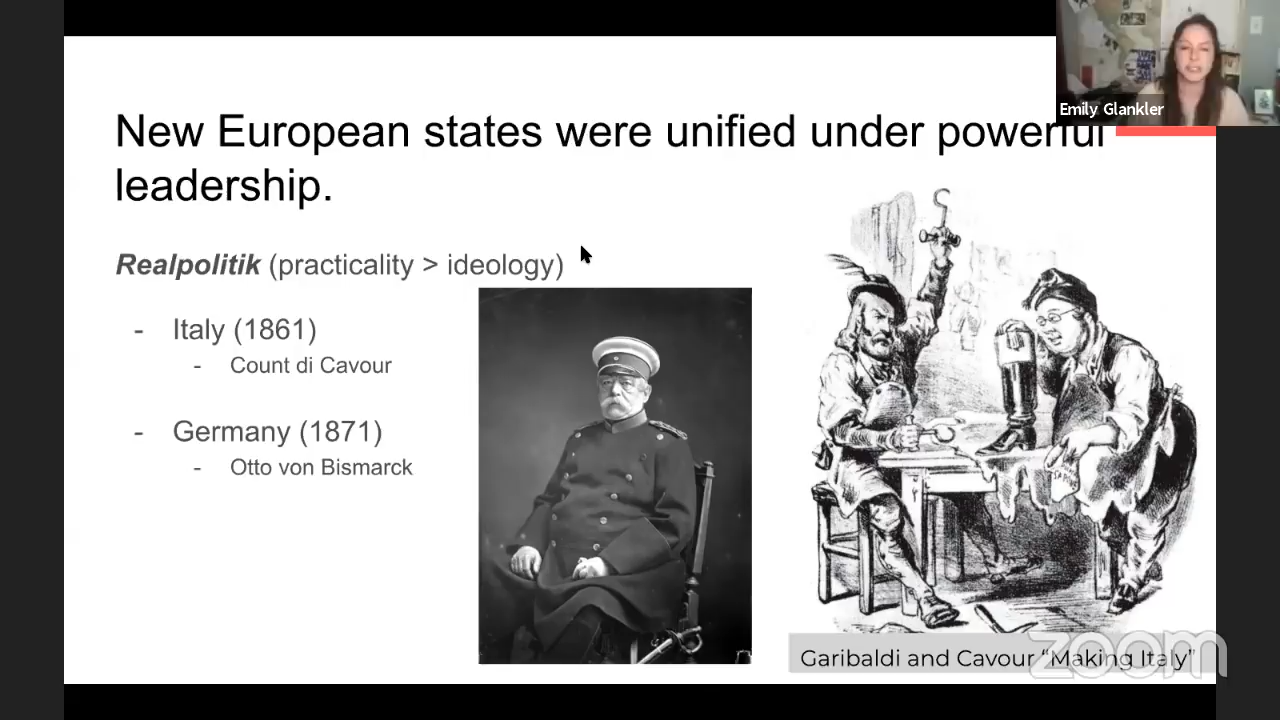 Emily Glankler
New European states were unified under powerful
leadership.
Realpolitik (practicality > ideology)
- Italy (1861)
- Count di Cavour
- Germany (1871)
- Otto von Bismarck
Garibaldi and Cavour "Making Italy"
zoom